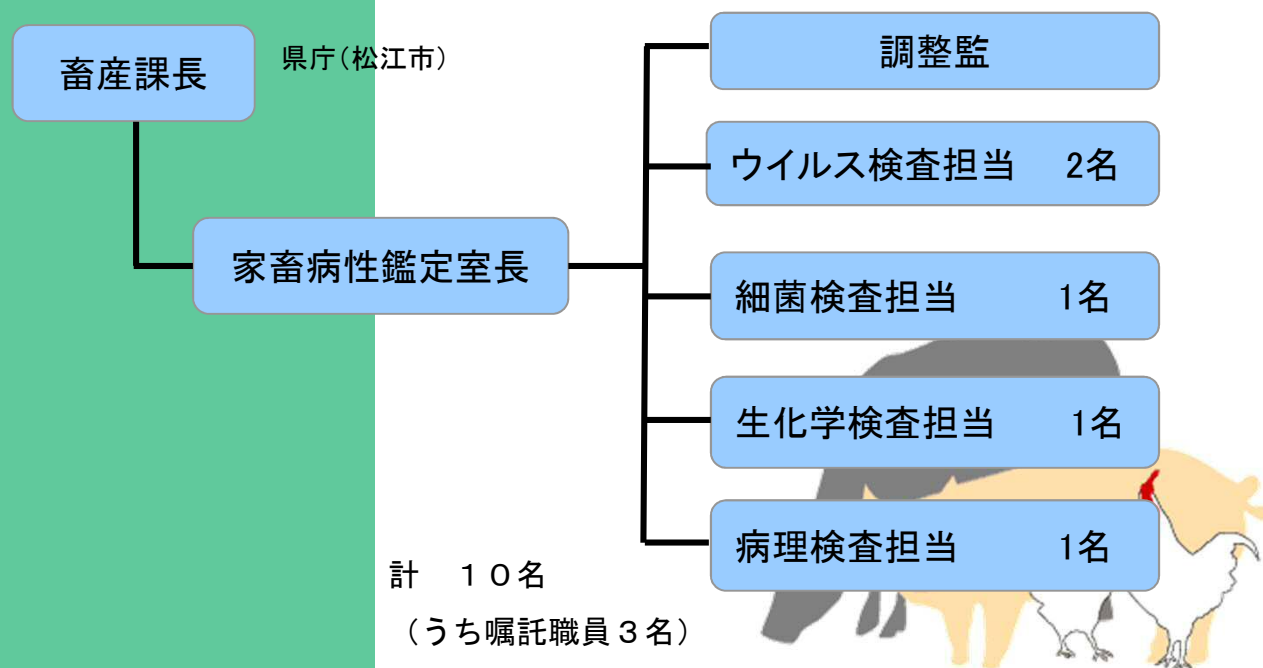 畜産課長
県庁(松江市)
家畜病性鑑定室長
調整監
ウイルス検査担当　2名
細菌検査担当　1名
生化学検査担当　1名
病理検査担当　1名
計　１０名
（うち嘱託職員３名）